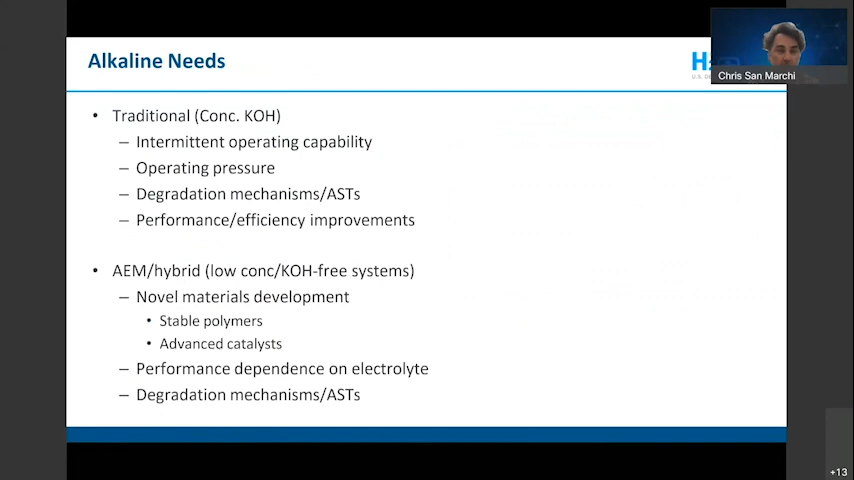 Alkaline Needs
H2
U.S. D
Chris San Marchi
• Traditional (Conc. KOH)
– Intermittent operating capability
– Operating pressure
– Degradation mechanisms/ASTs
– Performance/efficiency improvements
• AEM/hybrid (low conc/KOH-free systems)
– Novel materials development
• Stable polymers
• Advanced catalysts
– Performance dependence on electrolyte
– Degradation mechanisms/ASTs
+13